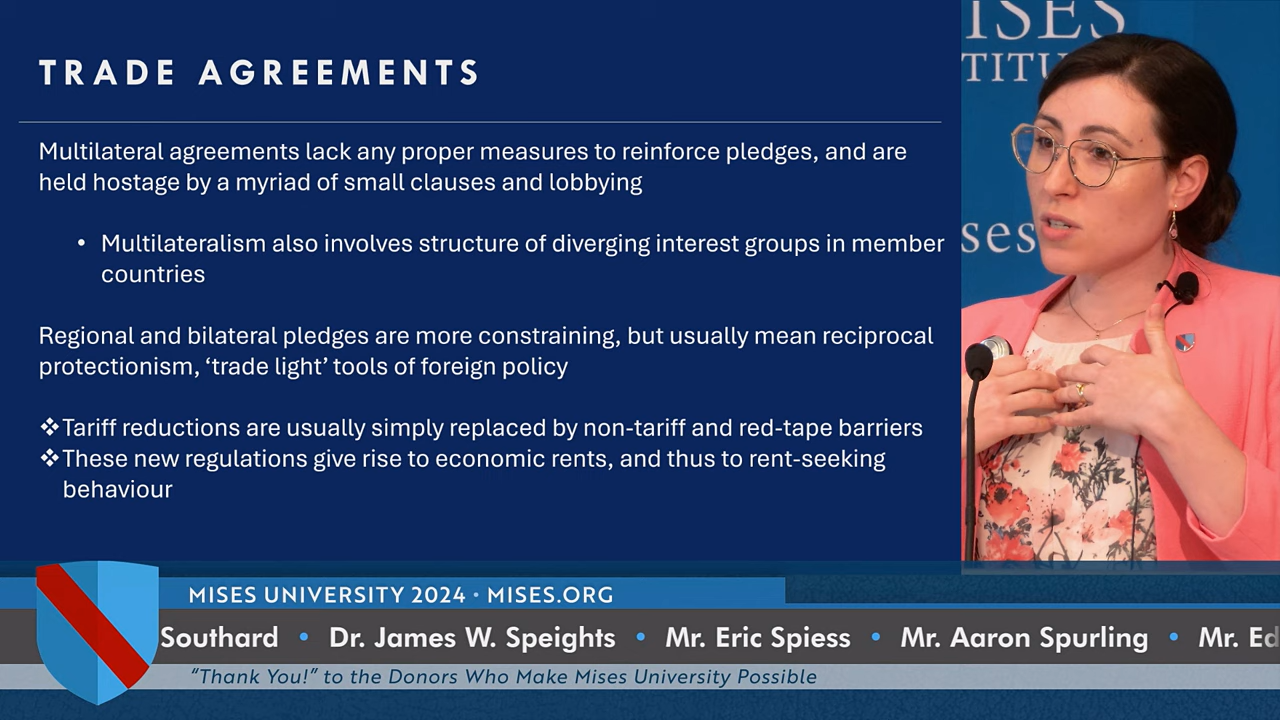 TRADE AGREEMENTS
Multilateral agreements lack any proper measures to reinforce pledges, and are
held hostage by a myriad of small clauses and lobbying
• Multilateralism also involves structure of diverging interest groups in member
countries
Regional and bilateral pledges are more constraining, but usually mean reciprocal
protectionism, ‘trade light’ tools of foreign policy
❖Tariff reductions are usually simply replaced by non-tariff and red-tape barriers
❖These new regulations give rise to economic rents, and thus to rent-seeking
behaviour
MISES UNIVERSITY 2024 • MISES.ORG
Southard • Dr. James W. Speights • Mr. Eric Spiess • Mr. Aaron Spurling • Mr. Ed
“Thank You!” to the Donors Who Make Mises University Possible